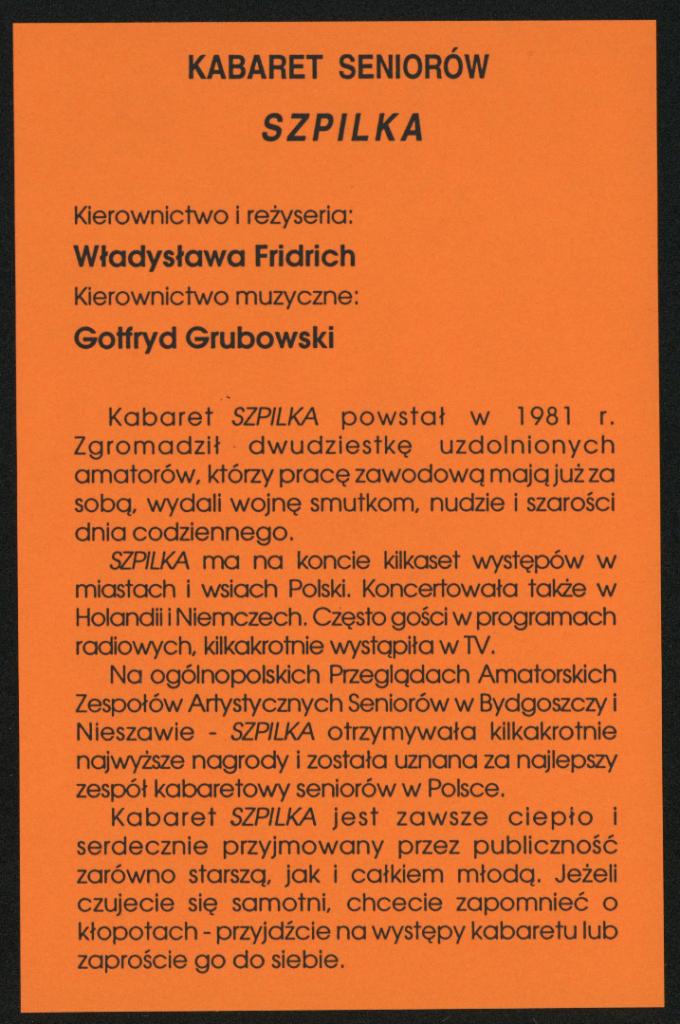 KABARET SENIORÓW
SZPILKA
Kierownictwo i reżyseria:
Władysława Fridrich
Kierownictwo muzyczne:
Gotfryd Grubowski
Kabaret SZPILKA powstał w 1981 r.
Zgromadził dwudziestkę uzdolnionych
amatorów, którzy pracę zawodową mają już za
sobą, wydali wojnę smutkom, nudzie i szarości
dnia codziennego.
SZPILKA ma na koncie kilkaset występów w
miastach i wsiach Polski. Koncertowała także w
Holandii i Niemczech. Często gości w programach
radiowych, kilkakrotnie wystąpiła w TV.
Na ogólnopolskich Przeglądach Amatorskich
Zespołów Artystycznych Seniorów w Bydgoszczy i
Nieszawie - SZPILKA otrzymywała kilkakrotnie
najwyższe nagrody i została uznana za najlepszy
zespół kabaretowy seniorów w Polsce.
Kabaret SZPILKA jest zawsze ciepło i
serdecznie przyjmowany przez publiczność
zarówno starszą, jak i całkiem młodą. Jeżeli
czujecie się samotni, chcecie zapomnieć o
kłopotach - przyjdźcie na występy kabaretu lub
zaproście go do siebie.